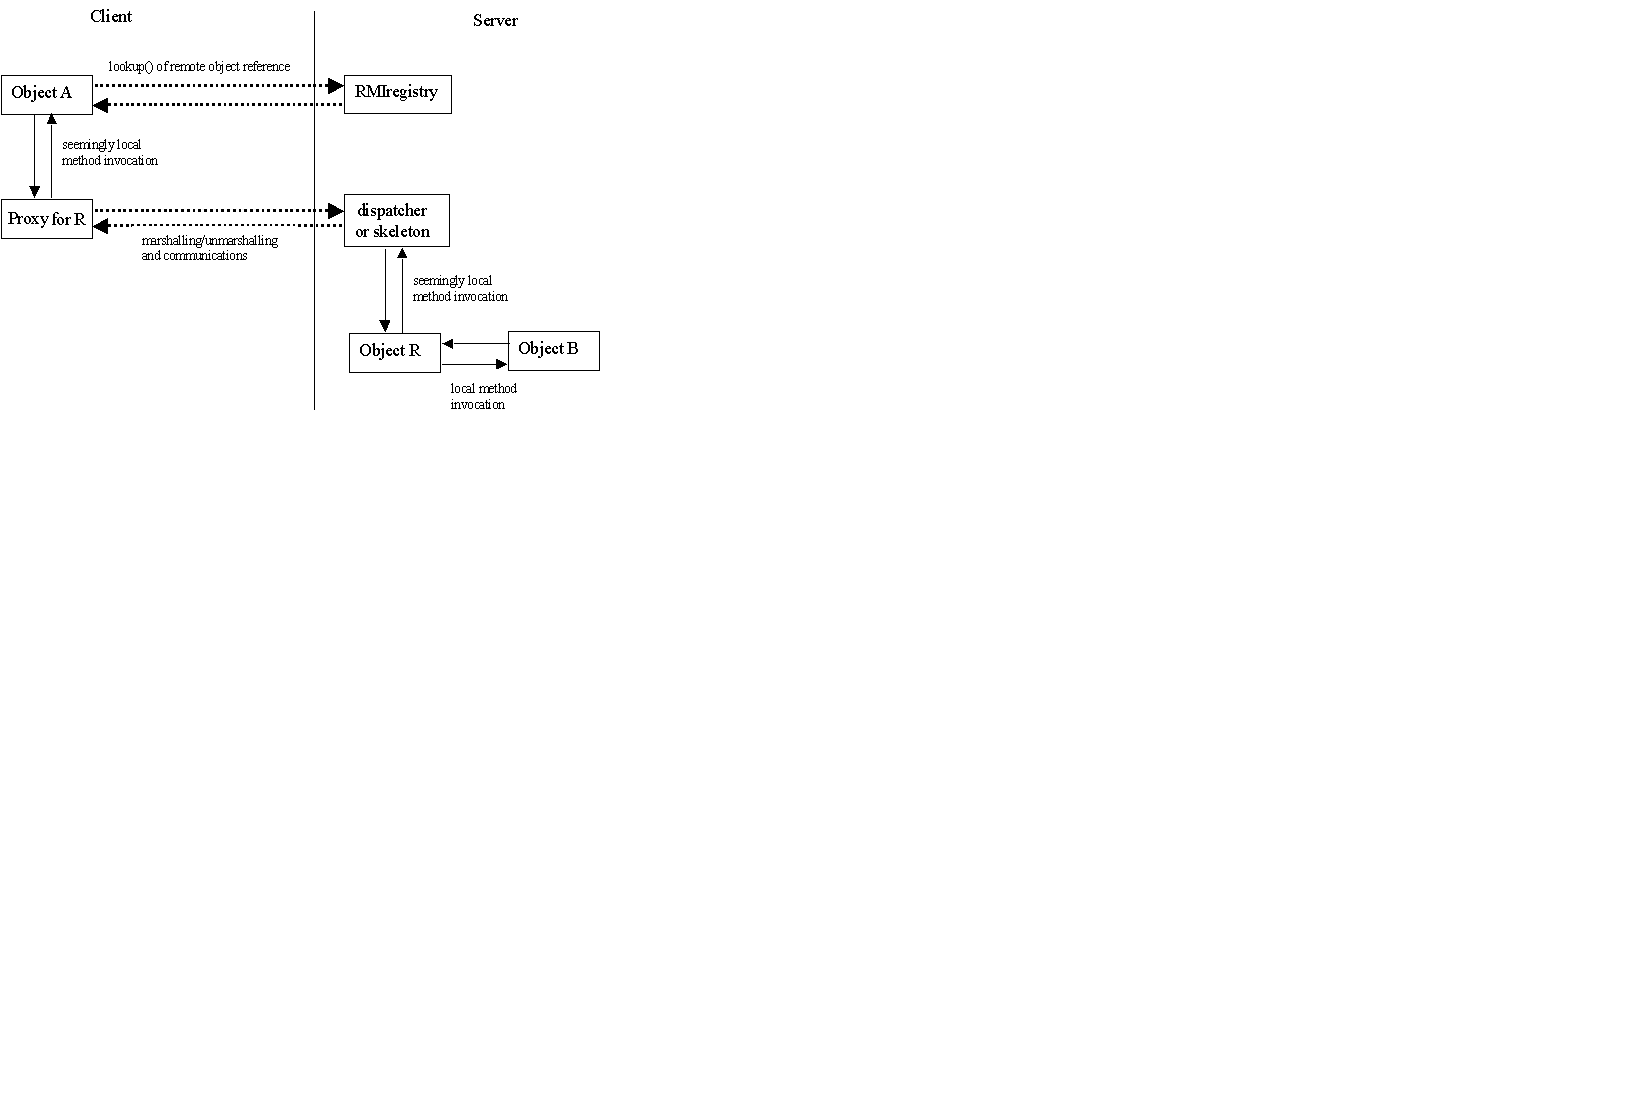 Client
Server
lookup() of remote object reference
Object A
RMIregistry
seemingly local
method invocation
Proxy for R
dispatcher
or skeleton
marshalling/unmarshalling
and communications
seemingly local
method invocation
Object R
Object B
local method
invocation